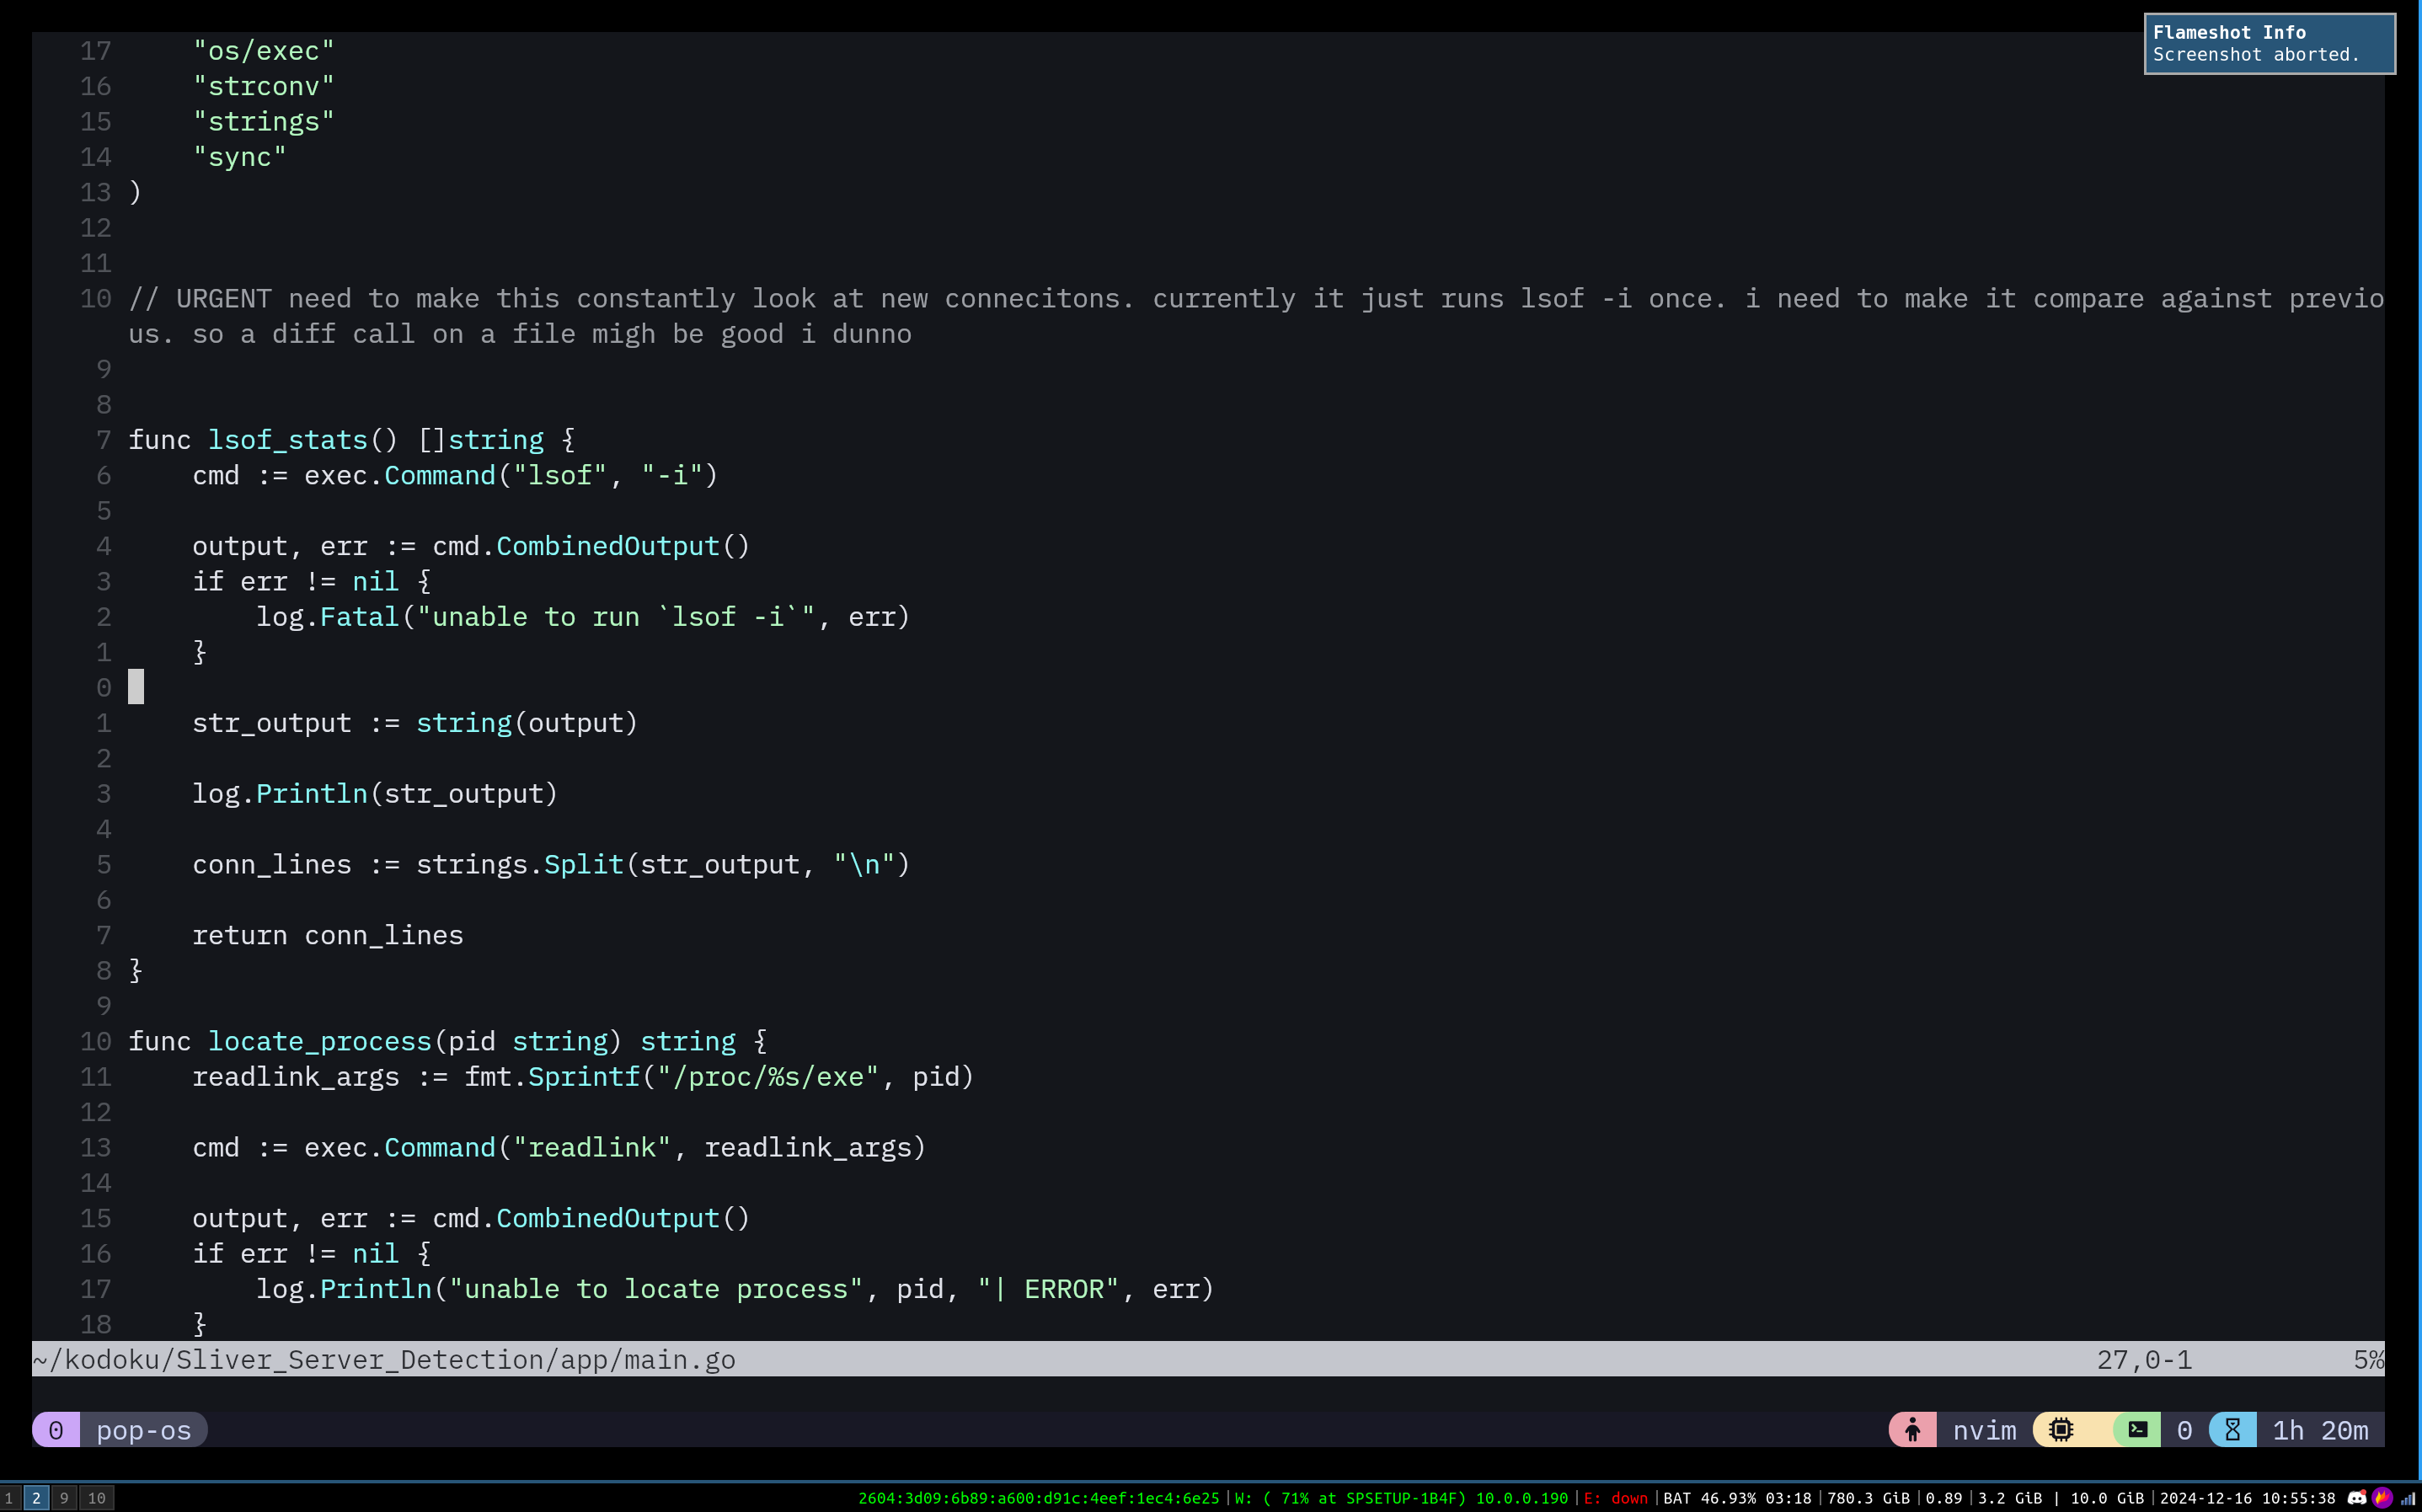 Flameshot Info
Screenshot aborted.
17     "os/exec"
16     "strconv"
15     "strings"
14     "sync"
13 )
12
11
10 // URGENT need to make this constantly look at new connecitons. currently it just runs lsof -i once. i need to make it compare against previo
us. so a diff call on a file migh be good i dunno
9
8
7 func lsof_stats() []string {
6     cmd := exec.Command("lsof", "-i")
5
4     output, err := cmd.CombinedOutput()
3     if err != nil {
2         log.Fatal("unable to run `lsof -i`", err)
1     }
0
1     str_output := string(output)
2
3     log.Println(str_output)
4
5     conn_lines := strings.Split(str_output, "\n")
6
7     return conn_lines
8 }
9
10 func locate_process(pid string) string {
11     readlink_args := fmt.Sprintf("/proc/%s/exe", pid)
12
13     cmd := exec.Command("readlink", readlink_args)
14
15     output, err := cmd.CombinedOutput()
16     if err != nil {
17         log.Println("unable to locate process", pid, "| ERROR", err)
18     }
~/kodoku/Sliver_Server_Detection/app/main.go 27,0-1 5%
0 pop-os nvim 0 1h 20m
1 2 9 10 2604:3d09:6b89:a600:d91c:4eef:1ec4:6e25 | W: ( 71% at SPSETUP-1B4F) 10.0.0.190 | E: down | BAT 46.93% 03:18 | 780.3 GiB | 0.89 | 3.2 GiB | 10.0 GiB | 2024-12-16 10:55:38